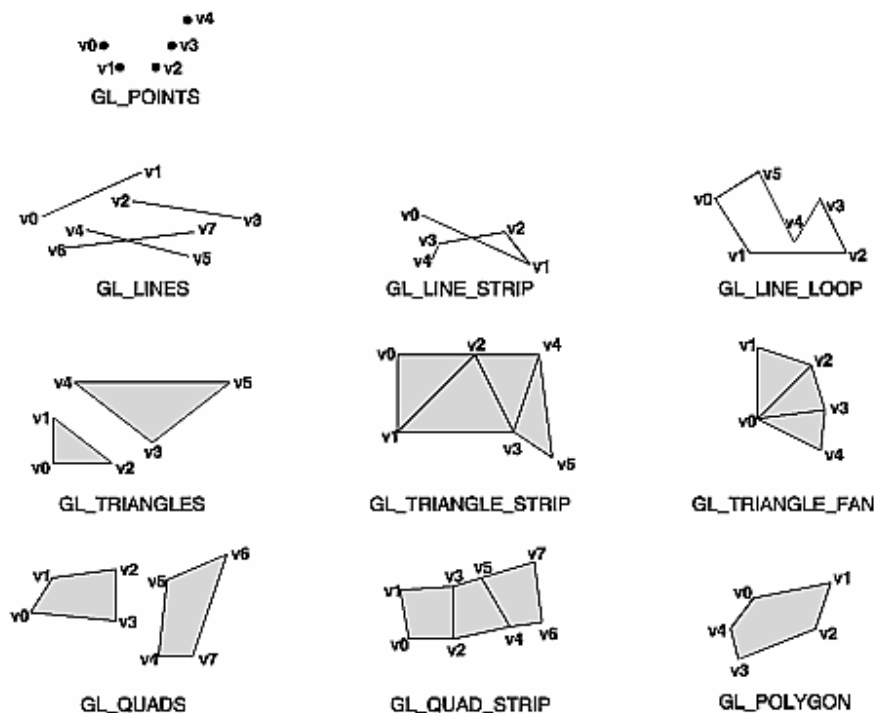 v4
v0 v3
v1 v2
GL_POINTS
v1
v2
v0 v3
v4 v7
v6 v5
GL_LINES
v0 v2
v3
v4 v1
GL_LINE_STRIP
v5
v0 v3
v4
v1 v2
GL_LINE_LOOP
v4 v5
v1
v3
v0 v2
GL_TRIANGLES
v0 v2 v4
v1 v3
v5
GL_TRIANGLE_STRIP
v1
v2
v3
v0
v4
GL_TRIANGLE_FAN
v6
v1 v2 v5
v0 v3
v4 v7
GL_QUADS
v7
v3 v5
v1
v0 v2 v4 v6
GL_QUAD_STRIP
v0 v1
v4 v2
v3
GL_POLYGON